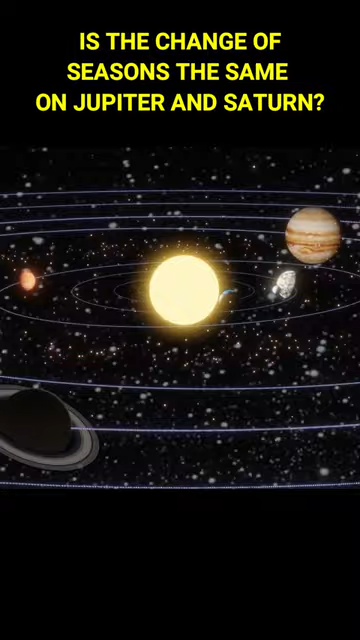 IS THE CHANGE OF
SEASONS THE SAME
ON JUPITER AND SATURN?